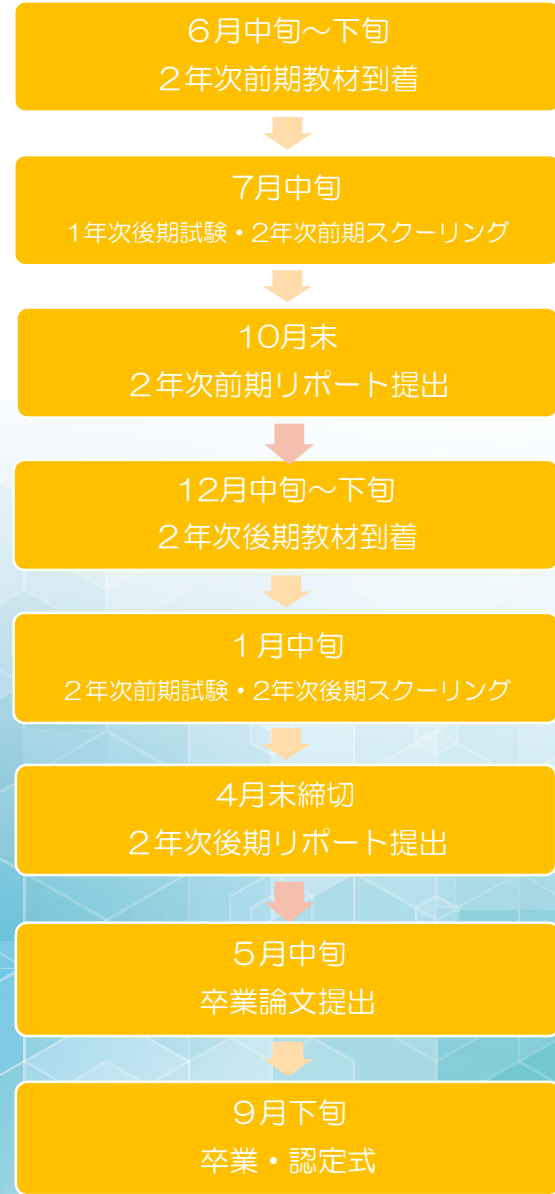 ６月中旬～下旬
２年次前期教材到着
7月中旬
1年次後期試験・2年次前期スクーリング
10月末
２年次前期リポート提出
12月中旬～下旬
２年次後期教材到着
１月中旬
２年次前期試験・2年次後期スクーリング
4月末締切
２年次後期リポート提出
５月中旬
卒業論文提出
９月下旬
卒業・認定式